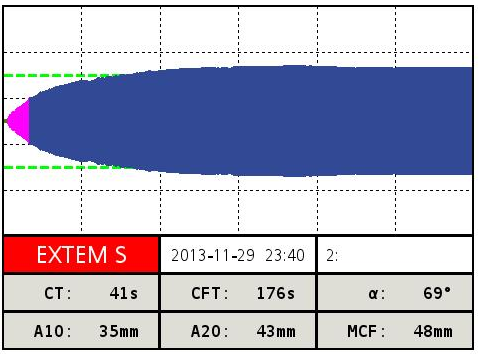 EXTEM S 2013-11-29 23:40 2:
CT: 41s CFT: 176s α: 69°
A10: 35mm A20: 43mm MCF: 48mm